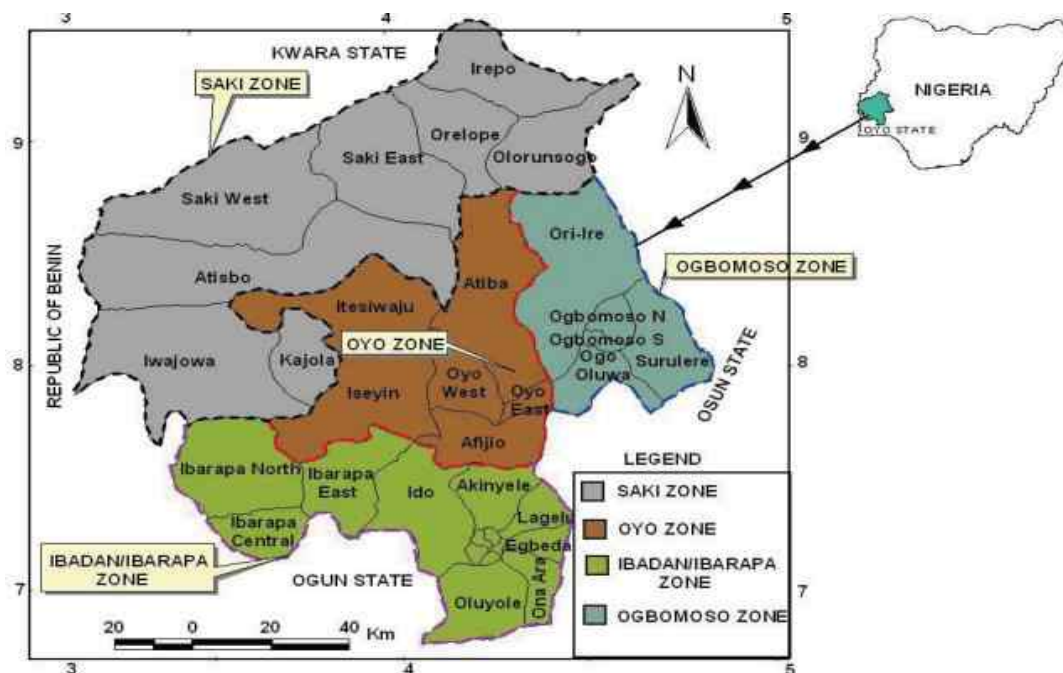 3
4
5
KWARA STATE
SAKI ZONE
Irepo
N
NIGERIA
OYO STATE
9
9
Orelope
Saki East
Olorunsogo
Saki West
REPUBLIC OF BENIN
Ori-Ire
OGBOMOSO ZONE
Atisbo
Atiba
Itesiwaju
Ogbomoso N
OYO ZONE
Ogbomoso S
8
8
Iwajowa
Kajola
Ogo
Oluwa
Surulere
OSUN STATE
Oyo
West
Oyo
East
Iseyin
Afijio
LEGEND
Ibarapa North
Ibarapa
East
Ido
Akinyele
SAKI ZONE
Lagelu
OYO ZONE
Ibarapa
Central
Egbeda
IBADAN/IBARAPA
ZONE
IBADAN/IBARAPA
ZONE
OGUN STATE
7
7
Oluyole
Ona Ara
OGBOMOSO ZONE
20 0 20 40 Km
3
4
5